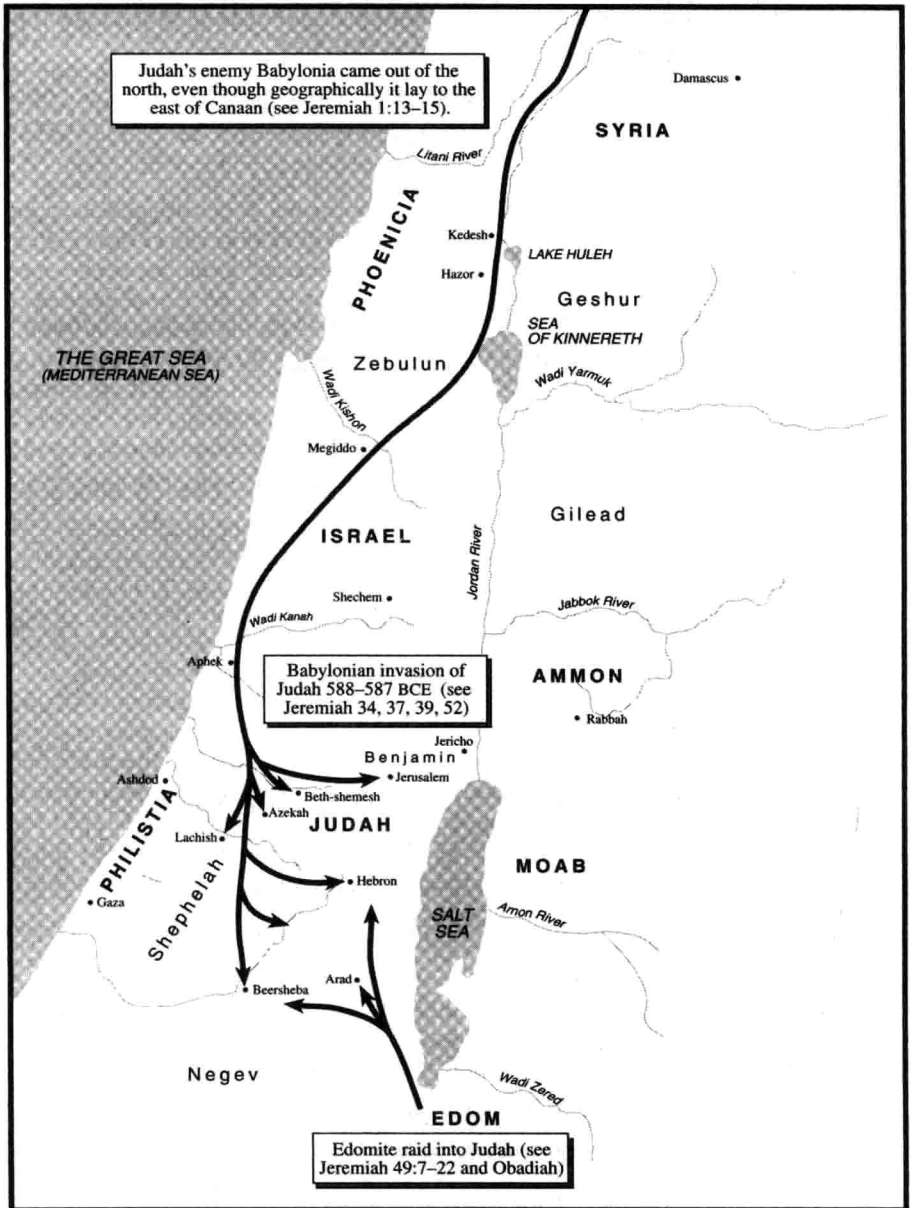 Judah's enemy Babylonia came out of the
north, even though geographically it lay to the
east of Canaan (see Jeremiah 1:13–15).
Damascus
SYRIA
Litani River
PHOENICIA
Kedesh
LAKE HULEH
Hazor
Geshur
SEA
OF KINNERETH
THE GREAT SEA
(MEDITERRANEAN SEA)
Zebulun
Wadi Yarmuk
Wadi Kishon
Megiddo
Gilead
ISRAEL
Jordan River
Shechem
Jabbok River
Wadi Kanah
Aphek
Babylonian invasion of
Judah 588–587 BCE (see
Jeremiah 34, 37, 39, 52)
AMMON
Rabbah
Jericho
Benjamin
Jerusalem
Ashdod
Beth-shemesh
Azekah
JUDAH
PHILISTIA
Lachish
MOAB
Shephelah
Hebron
Gaza
SALT
SEA
Arnon River
Arad
Beersheba
Negev
Wadi Zered
EDOM
Edomite raid into Judah (see
Jeremiah 49:7–22 and Obadiah)